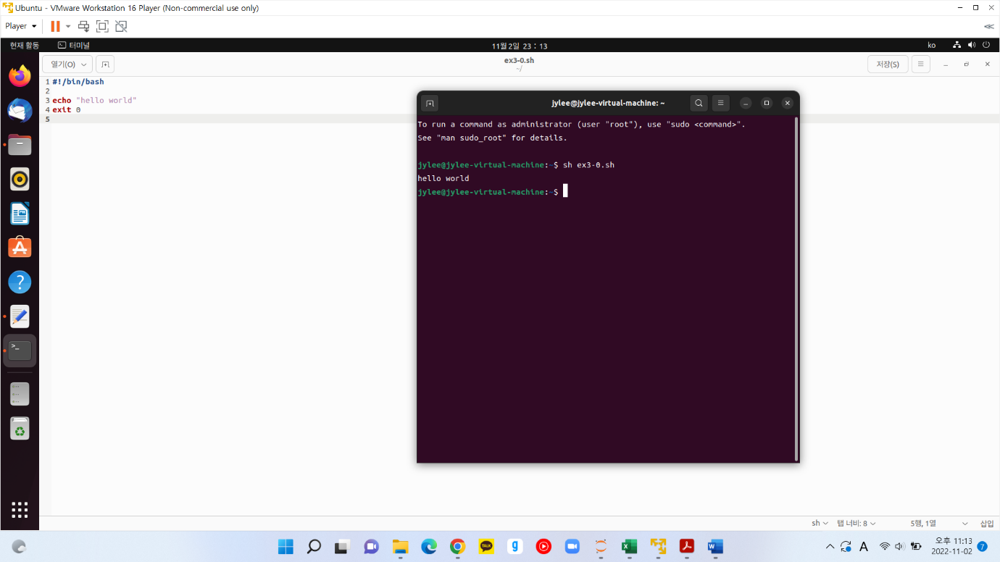 Ubuntu - VMware Workstation 16 Player (Non-commercial use only)
Player
현재 활동
터미널
11월 2일 23 : 13
ko
열기(O)
ex3-0.sh
~/
저장(S)
1 #!/bin/bash
2
3 echo "hello world"
4 exit 0
5
jylee@jylee-virtual-machine: ~
To run a command as administrator (user "root"), use "sudo <command>".
See "man sudo_root" for details.
jylee@jylee-virtual-machine:~$ sh ex3-0.sh
hello world
jylee@jylee-virtual-machine:~$
sh
탭 너비: 8
5행, 1열
삽입
TALK
g
A
오후 11:13
2022-11-02
7